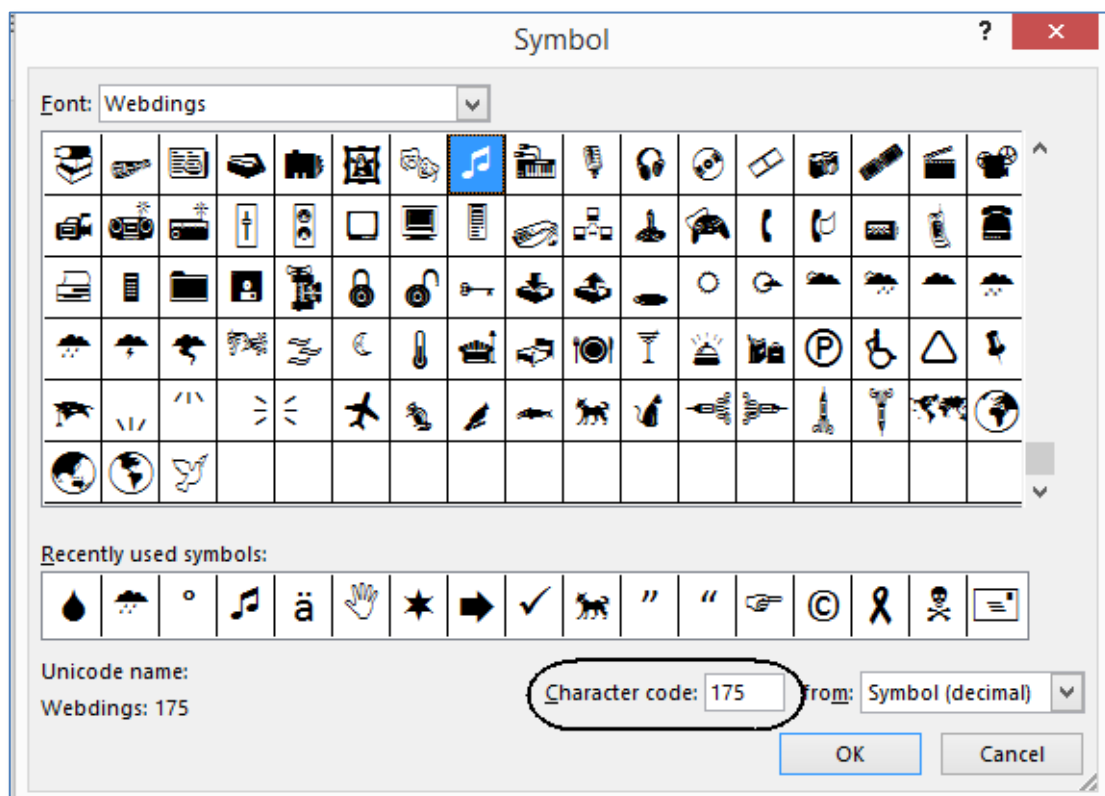 Symbol
?
Font: Webdings
Recently used symbols:
° ä ✓ ” “ ©
Unicode name:
Webdings: 175
Character code: 175 from: Symbol (decimal)
OK Cancel